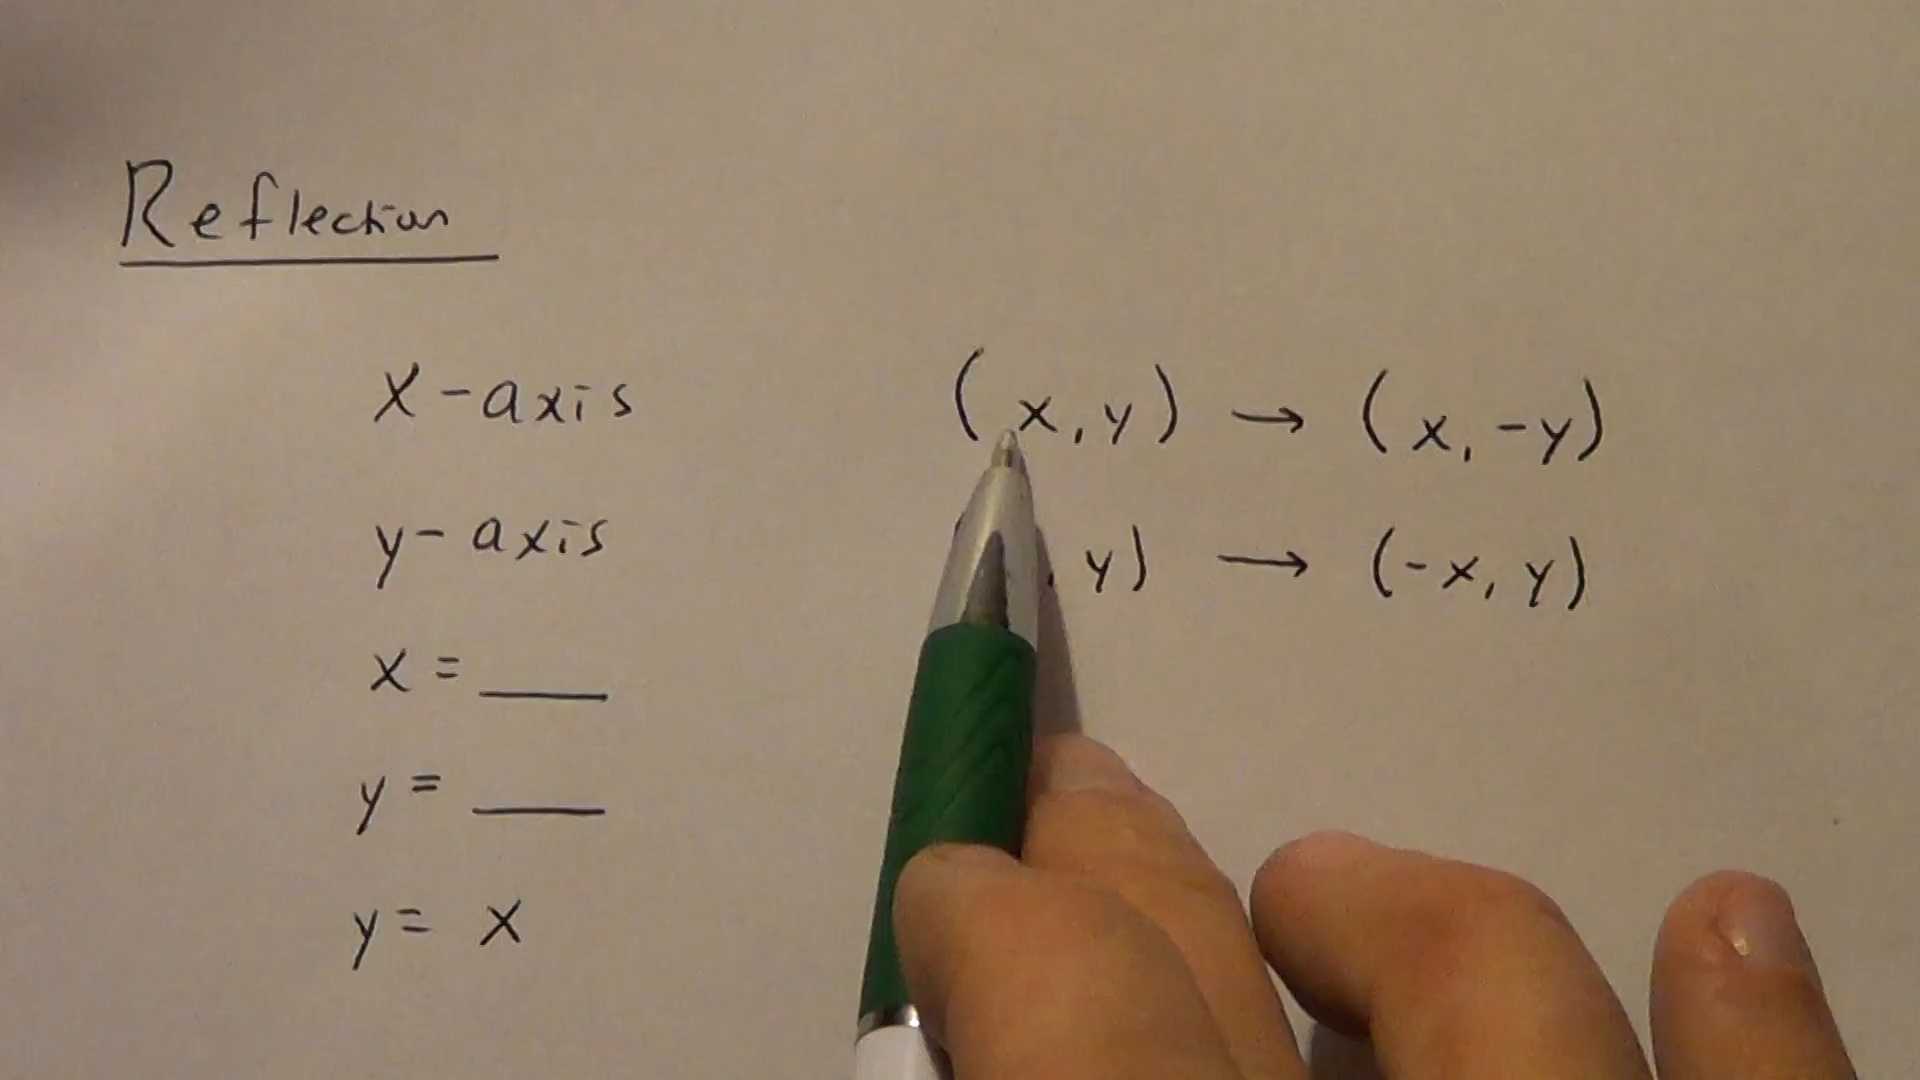 Reflection
x-axis (x, y) → (x, -y)
y-axis , y) → (-x, y)
x = ___
y = ___
y = x